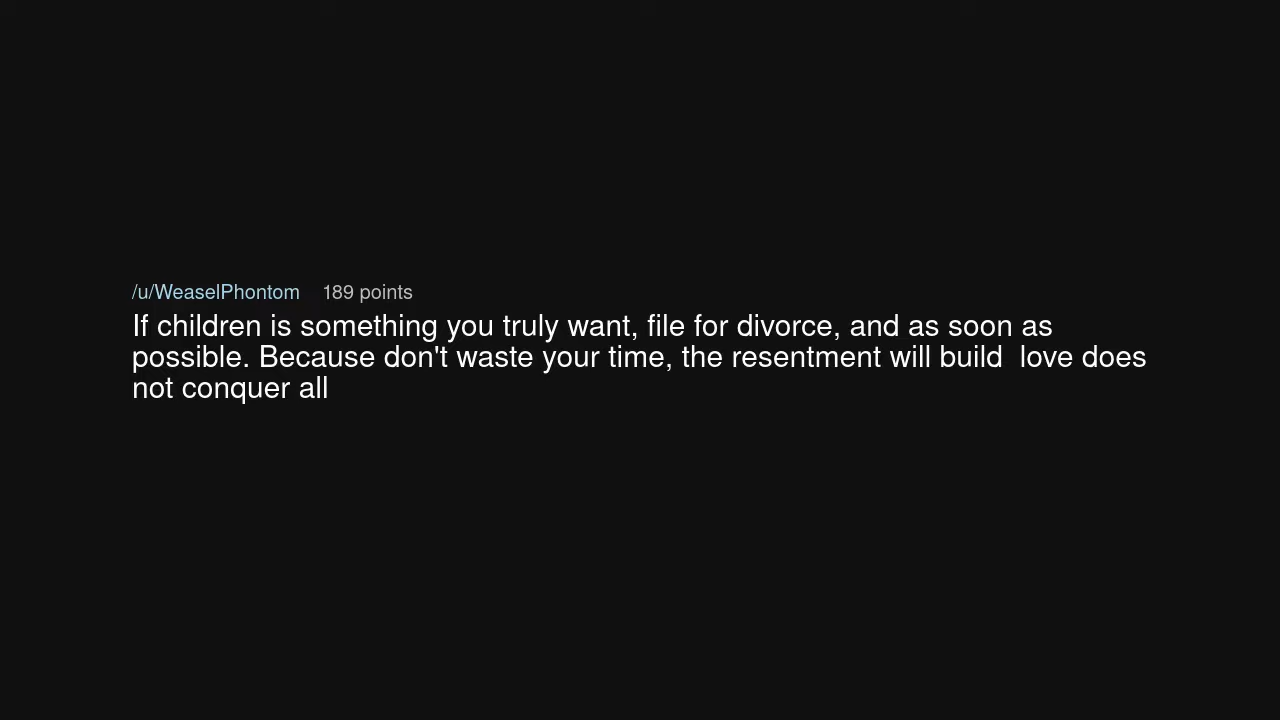 /u/WeaselPhontom 189 points
If children is something you truly want, file for divorce, and as soon as
possible. Because don't waste your time, the resentment will build  love does
not conquer all